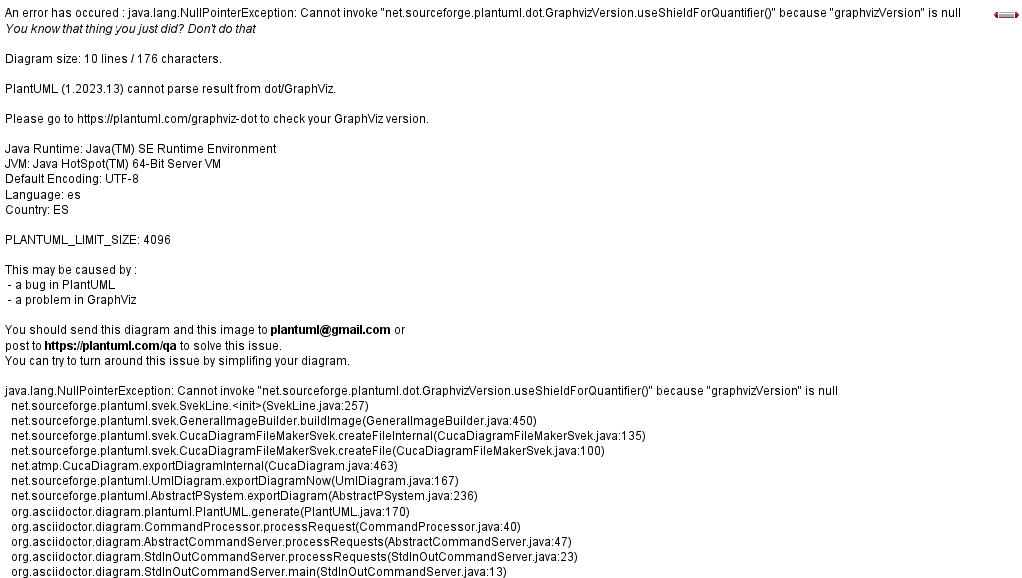 An error has occured : java.lang.NullPointerException: Cannot invoke "net.sourceforge.plantuml.dot.GraphvizVersion.useShieldForQuantifier()" because "graphvizVersion" is null
You know that thing you just did? Don't do that
Diagram size: 10 lines / 176 characters.
PlantUML (1.2023.13) cannot parse result from dot/GraphViz.
Please go to https://plantuml.com/graphviz-dot to check your GraphViz version.
Java Runtime: Java(TM) SE Runtime Environment
JVM: Java HotSpot(TM) 64-Bit Server VM
Default Encoding: UTF-8
Language: es
Country: ES
PLANTUML_LIMIT_SIZE: 4096
This may be caused by :
- a bug in PlantUML
- a problem in GraphViz
You should send this diagram and this image to plantuml@gmail.com or
post to https://plantuml.com/qa to solve this issue.
You can try to turn around this issue by simplifing your diagram.
java.lang.NullPointerException: Cannot invoke "net.sourceforge.plantuml.dot.GraphvizVersion.useShieldForQuantifier()" because "graphvizVersion" is null
net.sourceforge.plantuml.svek.SvekLine.<init>(SvekLine.java:257)
net.sourceforge.plantuml.svek.GeneralImageBuilder.buildImage(GeneralImageBuilder.java:450)
net.sourceforge.plantuml.svek.CucaDiagramFileMakerSvek.createFileInternal(CucaDiagramFileMakerSvek.java:135)
net.sourceforge.plantuml.svek.CucaDiagramFileMakerSvek.createFile(CucaDiagramFileMakerSvek.java:100)
net.atmp.CucaDiagram.exportDiagramInternal(CucaDiagram.java:463)
net.sourceforge.plantuml.UmlDiagram.exportDiagramNow(UmlDiagram.java:167)
net.sourceforge.plantuml.AbstractPSystem.exportDiagram(AbstractPSystem.java:236)
org.asciidoctor.diagram.plantuml.PlantUML.generate(PlantUML.java:170)
org.asciidoctor.diagram.CommandProcessor.processRequest(CommandProcessor.java:40)
org.asciidoctor.diagram.AbstractCommandServer.processRequests(AbstractCommandServer.java:47)
org.asciidoctor.diagram.StdInOutCommandServer.processRequests(StdInOutCommandServer.java:23)
org.asciidoctor.diagram.StdInOutCommandServer.main(StdInOutCommandServer.java:13)